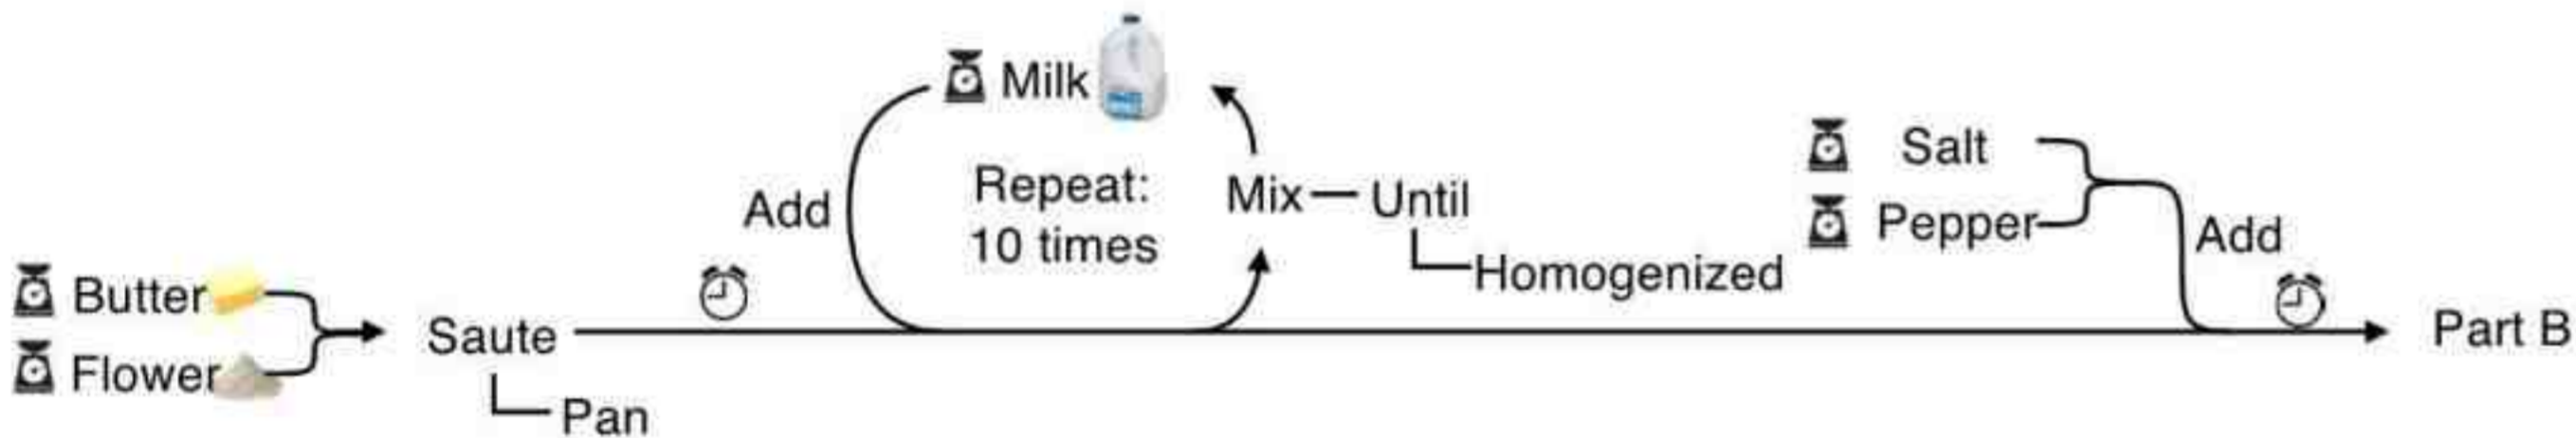 Milk
Repeat:
10 times
Add
Mix
Until
Homogenized
Salt
Pepper
Add
Butter
Flower
Saute
Pan
Part B